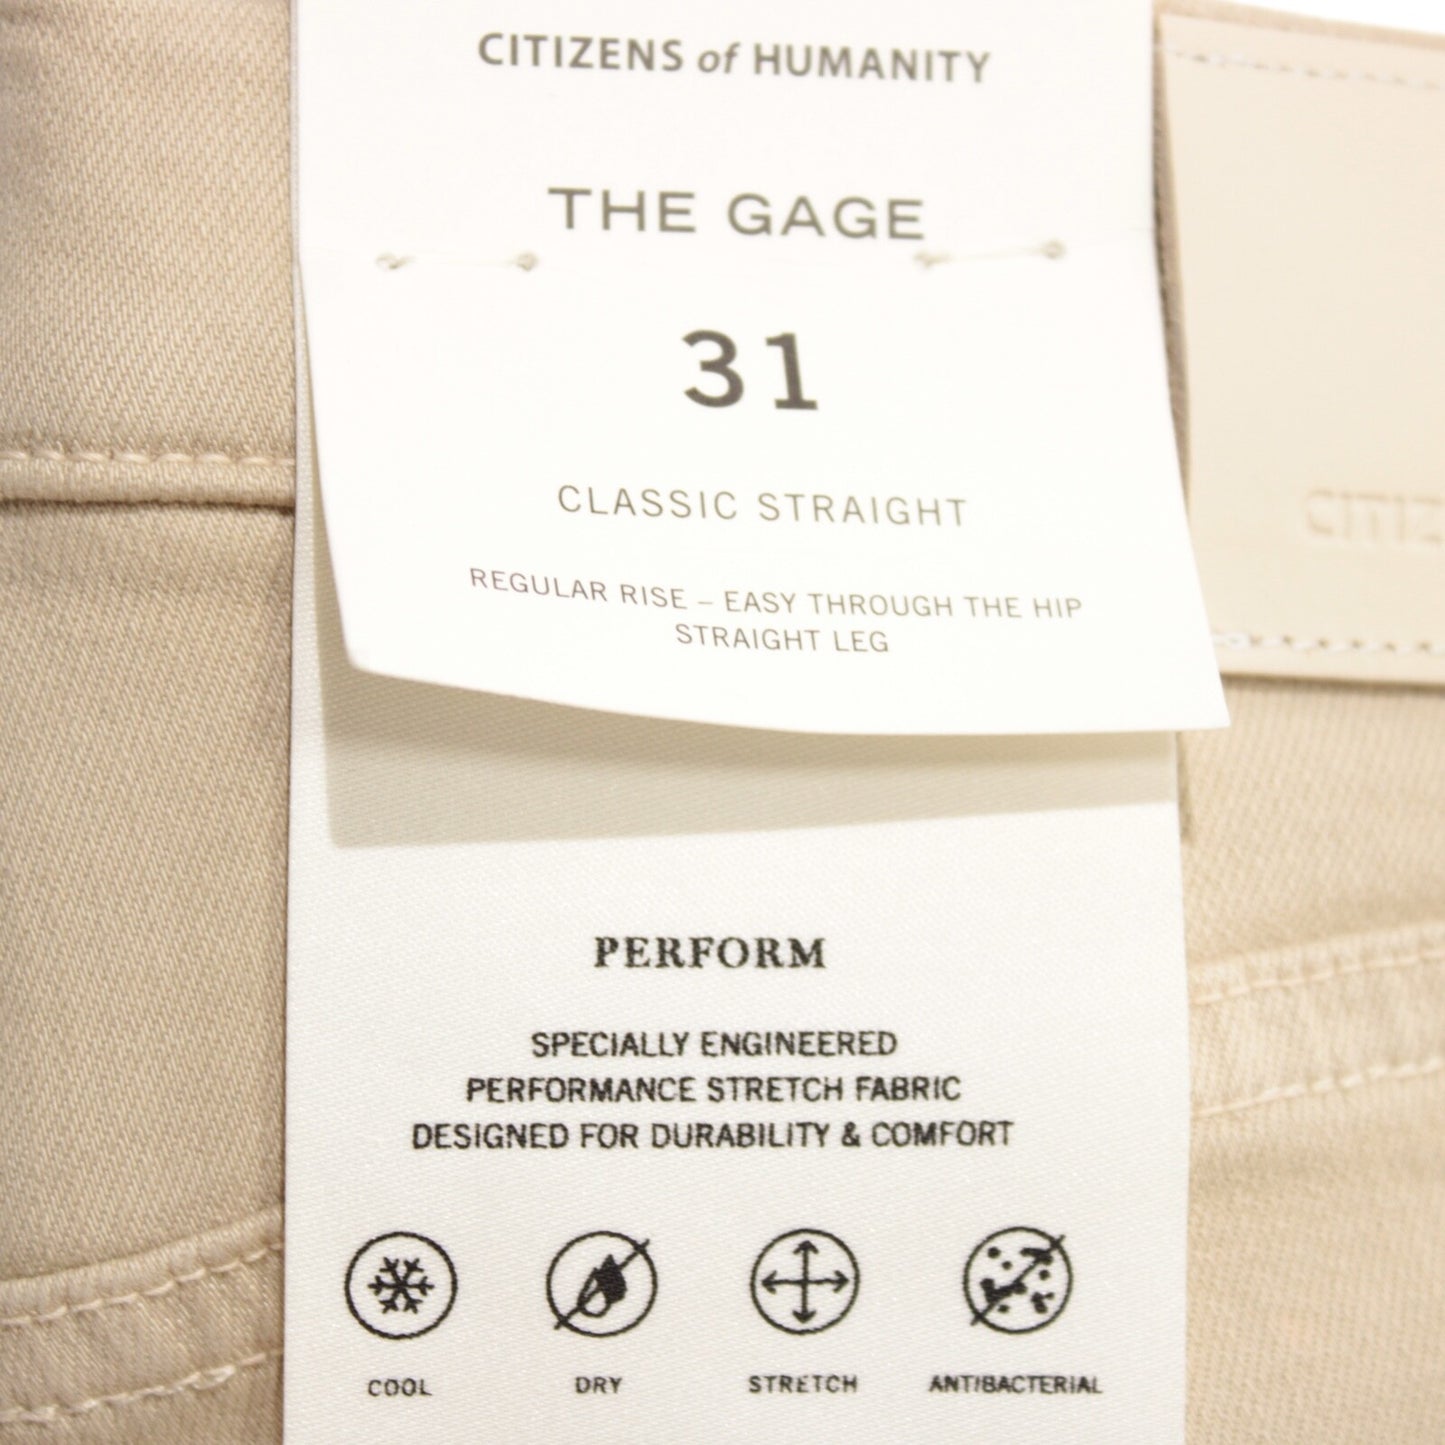 CITIZENS of HUMANITY
THE GAGE
31
CLASSIC STRAIGHT
REGULAR RISE – EASY THROUGH THE HIP
STRAIGHT LEG
CITIZ
PERFORM
SPECIALLY ENGINEERED
PERFORMANCE STRETCH FABRIC
DESIGNED FOR DURABILITY & COMFORT
COOL
DRY
STRETCH
ANTIBACTERIAL